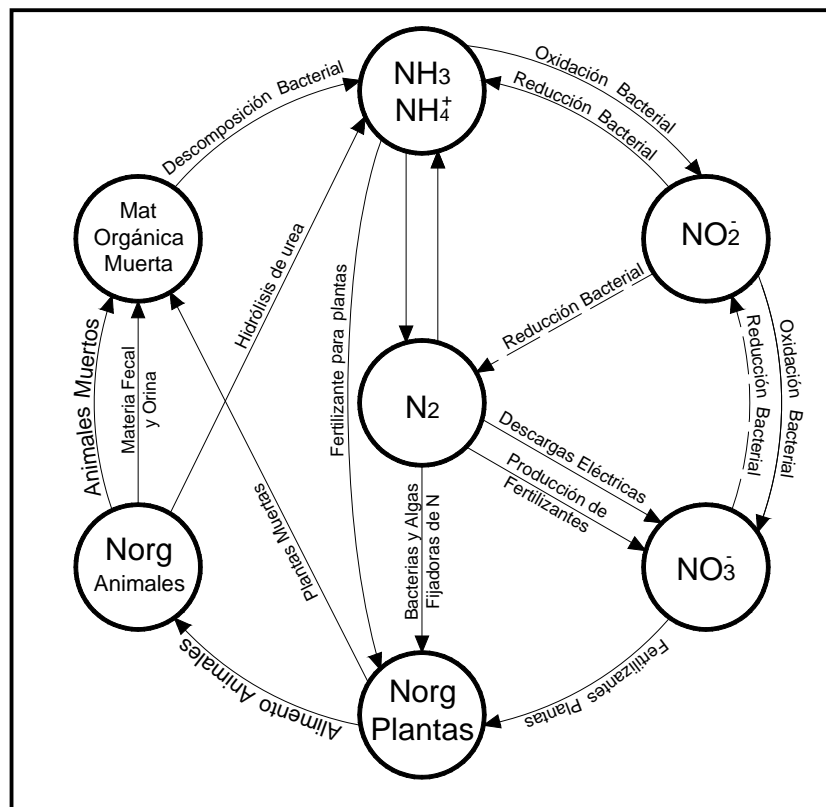 NH3
NH4+
Oxidación Bacterial
Reducción Bacterial
Descomposición Bacterial
Mat
Orgánica
Muerta
NO2-
Hidrólisis de urea
Fertilizante para plantas
Reducción Bacterial
Animales Muertos
Materia Fecal
y Orina
N2
Reducción Bacterial
Oxidación Bacterial
Descargas Eléctricas
Producción de
Fertilizantes
Plantas Muertas
Bacterias y Algas
Fijadoras de N
Norg
Animales
NO3-
Alimento Animales
Norg
Plantas
Fertilizantes Plantas